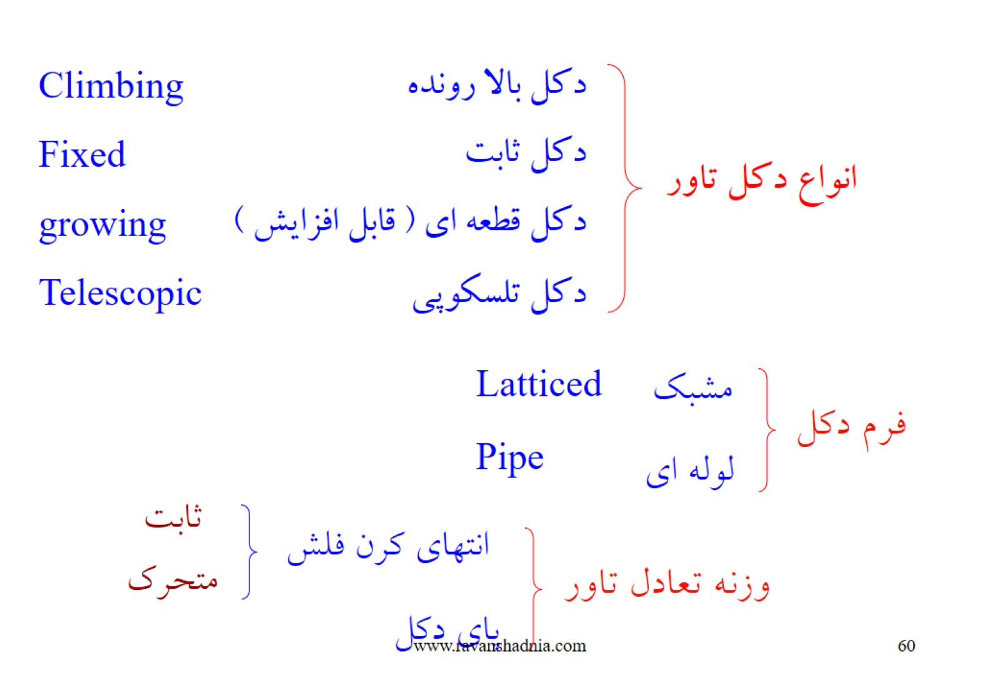 انواع دکل تاور
دکل بالا رونده Climbing
دکل ثابت Fixed
دکل قطعه ای ( قابل افزایش ) growing
دکل تلسکوپی Telescopic
فرم دکل
مشبک Latticed
لوله ای Pipe
وزنه تعادل تاور
انتهای کرن فلش
ثابت
متحرک
پای دکل
www.ravanshadnia.com
60